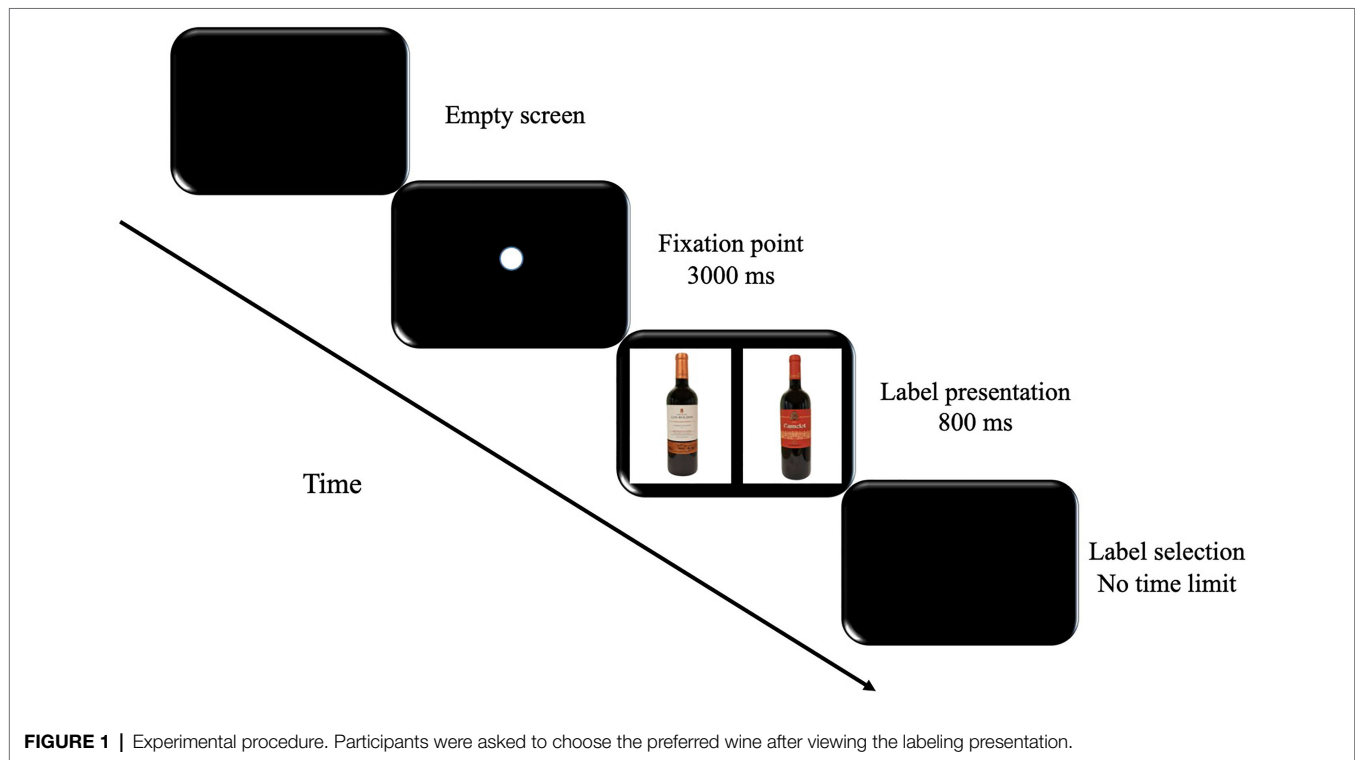 Empty screen
Fixation point
3000 ms
Camelot
Label presentation
800 ms
Time
Label selection
No time limit
FIGURE 1 | Experimental procedure. Participants were asked to choose the preferred wine after viewing the labeling presentation.